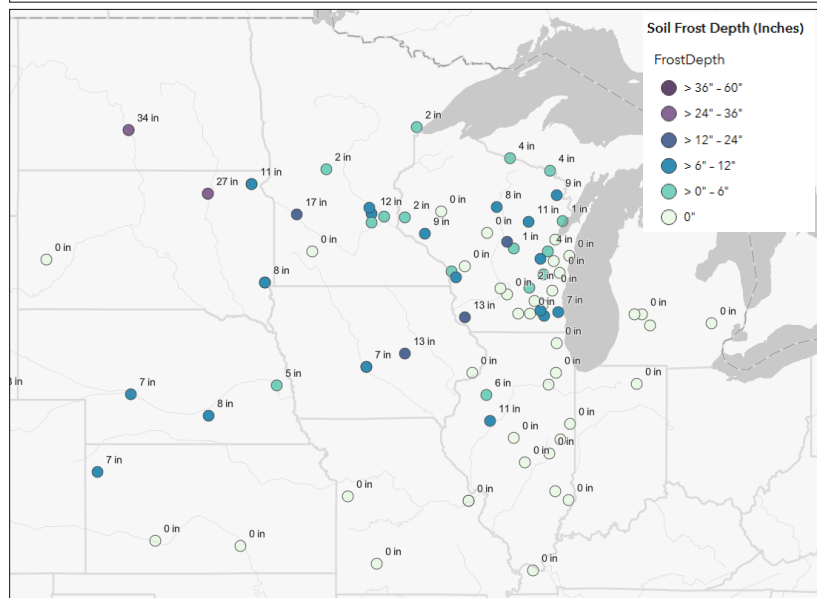 Soil Frost Depth (Inches)
FrostDepth
> 36" - 60"
> 24" - 36"
> 12" - 24"
> 6" - 12"
> 0" - 6"
0"
34 in
2 in
4 in
4 in
2 in
27 in
11 in
9 in
17 in
12 in
2 in
0 in
8 in
11 in
1 in
9 in
0 in
0 in
1 in
4 in
0 in
0 in
0 in
8 in
2 in
0 in
0 in
7 in
13 in
0 in
0 in
0 in
13 in
7 in
0 in
0 in
0 in
5 in
6 in
3 in
7 in
8 in
11 in
0 in
0 in
0 in
7 in
0 in
0 in
0 in
0 in
0 in
0 in
0 in